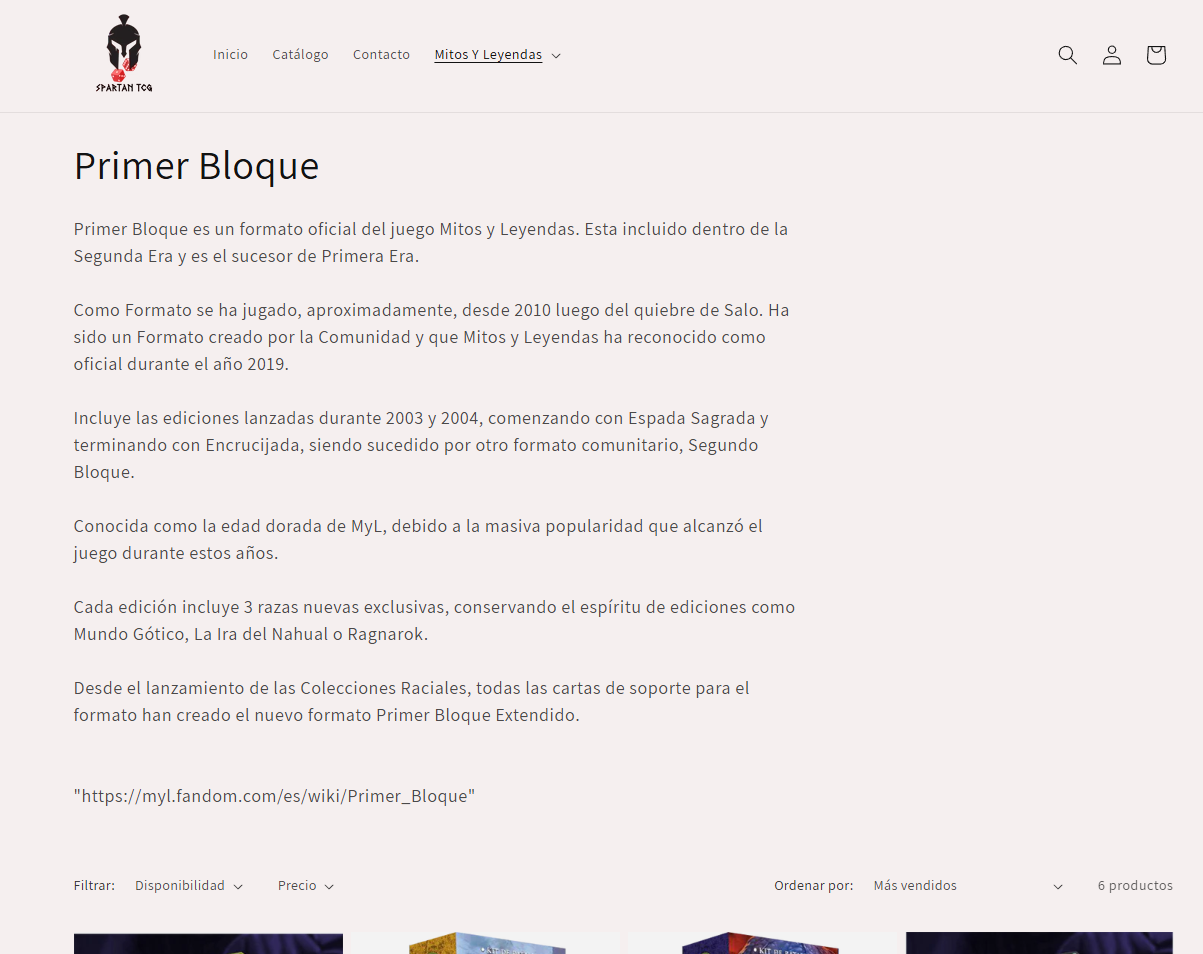 SPARTAN TCG
Inicio
Catálogo
Contacto
Mitos Y Leyendas
Primer Bloque
Primer Bloque es un formato oficial del juego Mitos y Leyendas. Esta incluido dentro de la
Segunda Era y es el sucesor de Primera Era.
Como Formato se ha jugado, aproximadamente, desde 2010 luego del quiebre de Salo. Ha
sido un Formato creado por la Comunidad y que Mitos y Leyendas ha reconocido como
oficial durante el año 2019.
Incluye las ediciones lanzadas durante 2003 y 2004, comenzando con Espada Sagrada y
terminando con Encrucijada, siendo sucedido por otro formato comunitario, Segundo
Bloque.
Conocida como la edad dorada de MyL, debido a la masiva popularidad que alcanzó el
juego durante estos años.
Cada edición incluye 3 razas nuevas exclusivas, conservando el espíritu de ediciones como
Mundo Gótico, La Ira del Nahual o Ragnarok.
Desde el lanzamiento de las Colecciones Raciales, todas las cartas de soporte para el
formato han creado el nuevo formato Primer Bloque Extendido.
"https://myl.fandom.com/es/wiki/Primer_Bloque"
Filtrar:
Disponibilidad
Precio
Ordenar por:
Más vendidos
6 productos